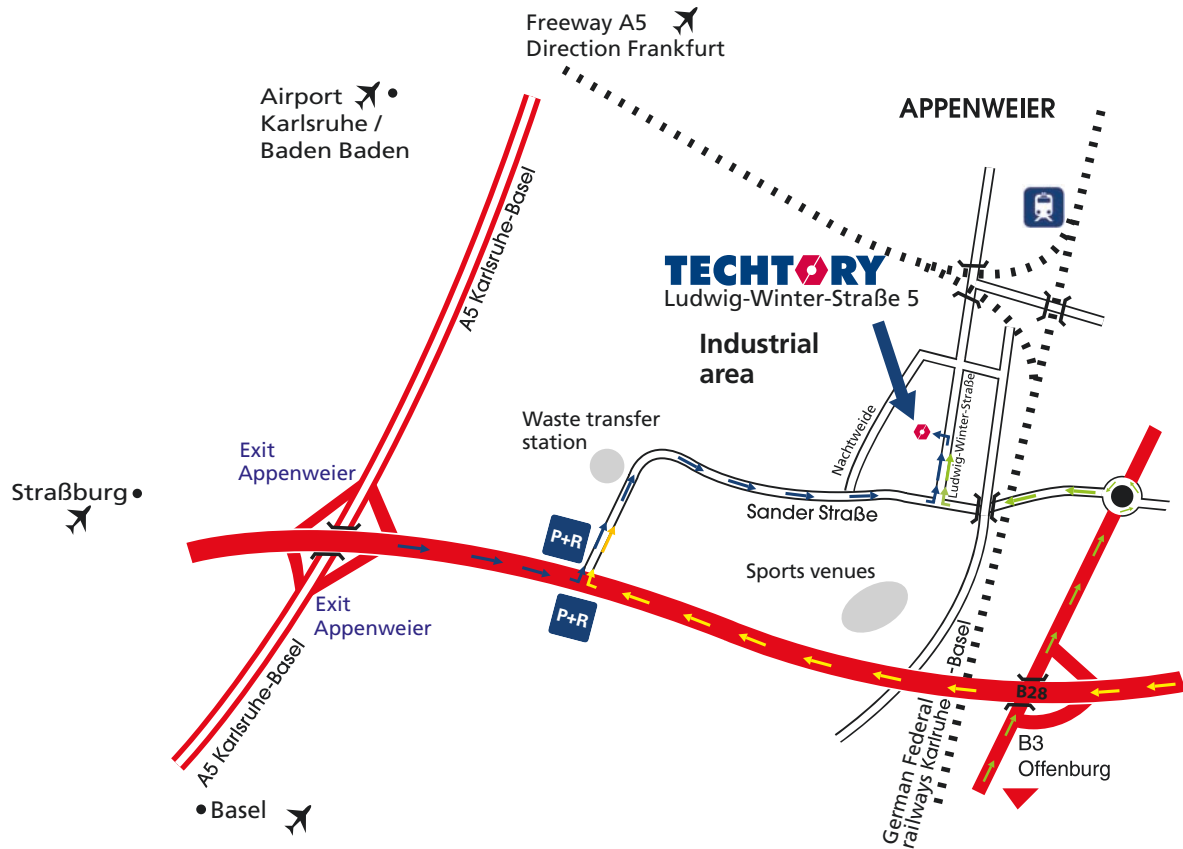 Freeway A5
Direction Frankfurt
Airport
Karlsruhe /
Baden Baden
APPENWEIER
A5 Karlsruhe-Basel
TECHTORY
Ludwig-Winter-Straße 5
Industrial
area
Waste transfer
station
Nachtweide
Ludwig-Winter-Straße
Exit
Appenweier
Straßburg
Sander Straße
P+R
Sports venues
P+R
Exit
Appenweier
A5 Karlsruhe-Basel
B28
German Federal
railways Karlruhe-Basel
B3
Offenburg
Basel